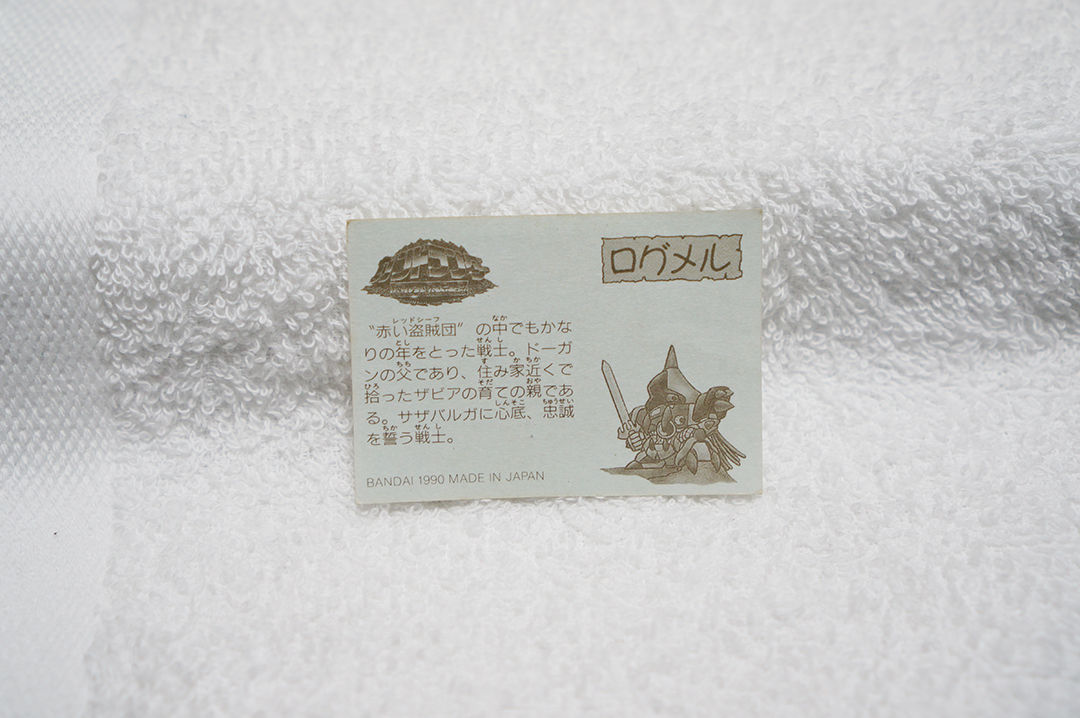 ログメル
"赤い盗賊団" の中でもかな
りの年をとった戦士。ドーガ
ンの父であり、住み家近くで
拾ったザビアの育ての親であ
る。サザバルガに心底、忠誠
を誓う戦士。
BANDAI 1990 MADE IN JAPAN